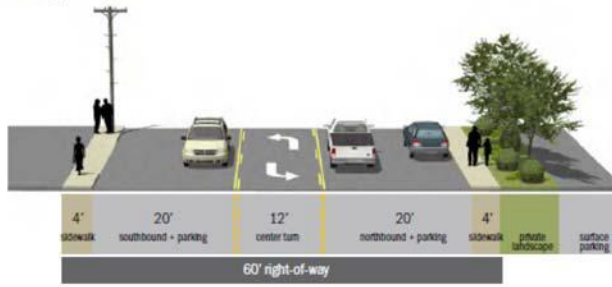 4'
sidewalk
20'
southbound + parking
12'
center turn
20'
northbound + parking
4'
sidewalk
private
landscape
surface
parking
60' right-of-way